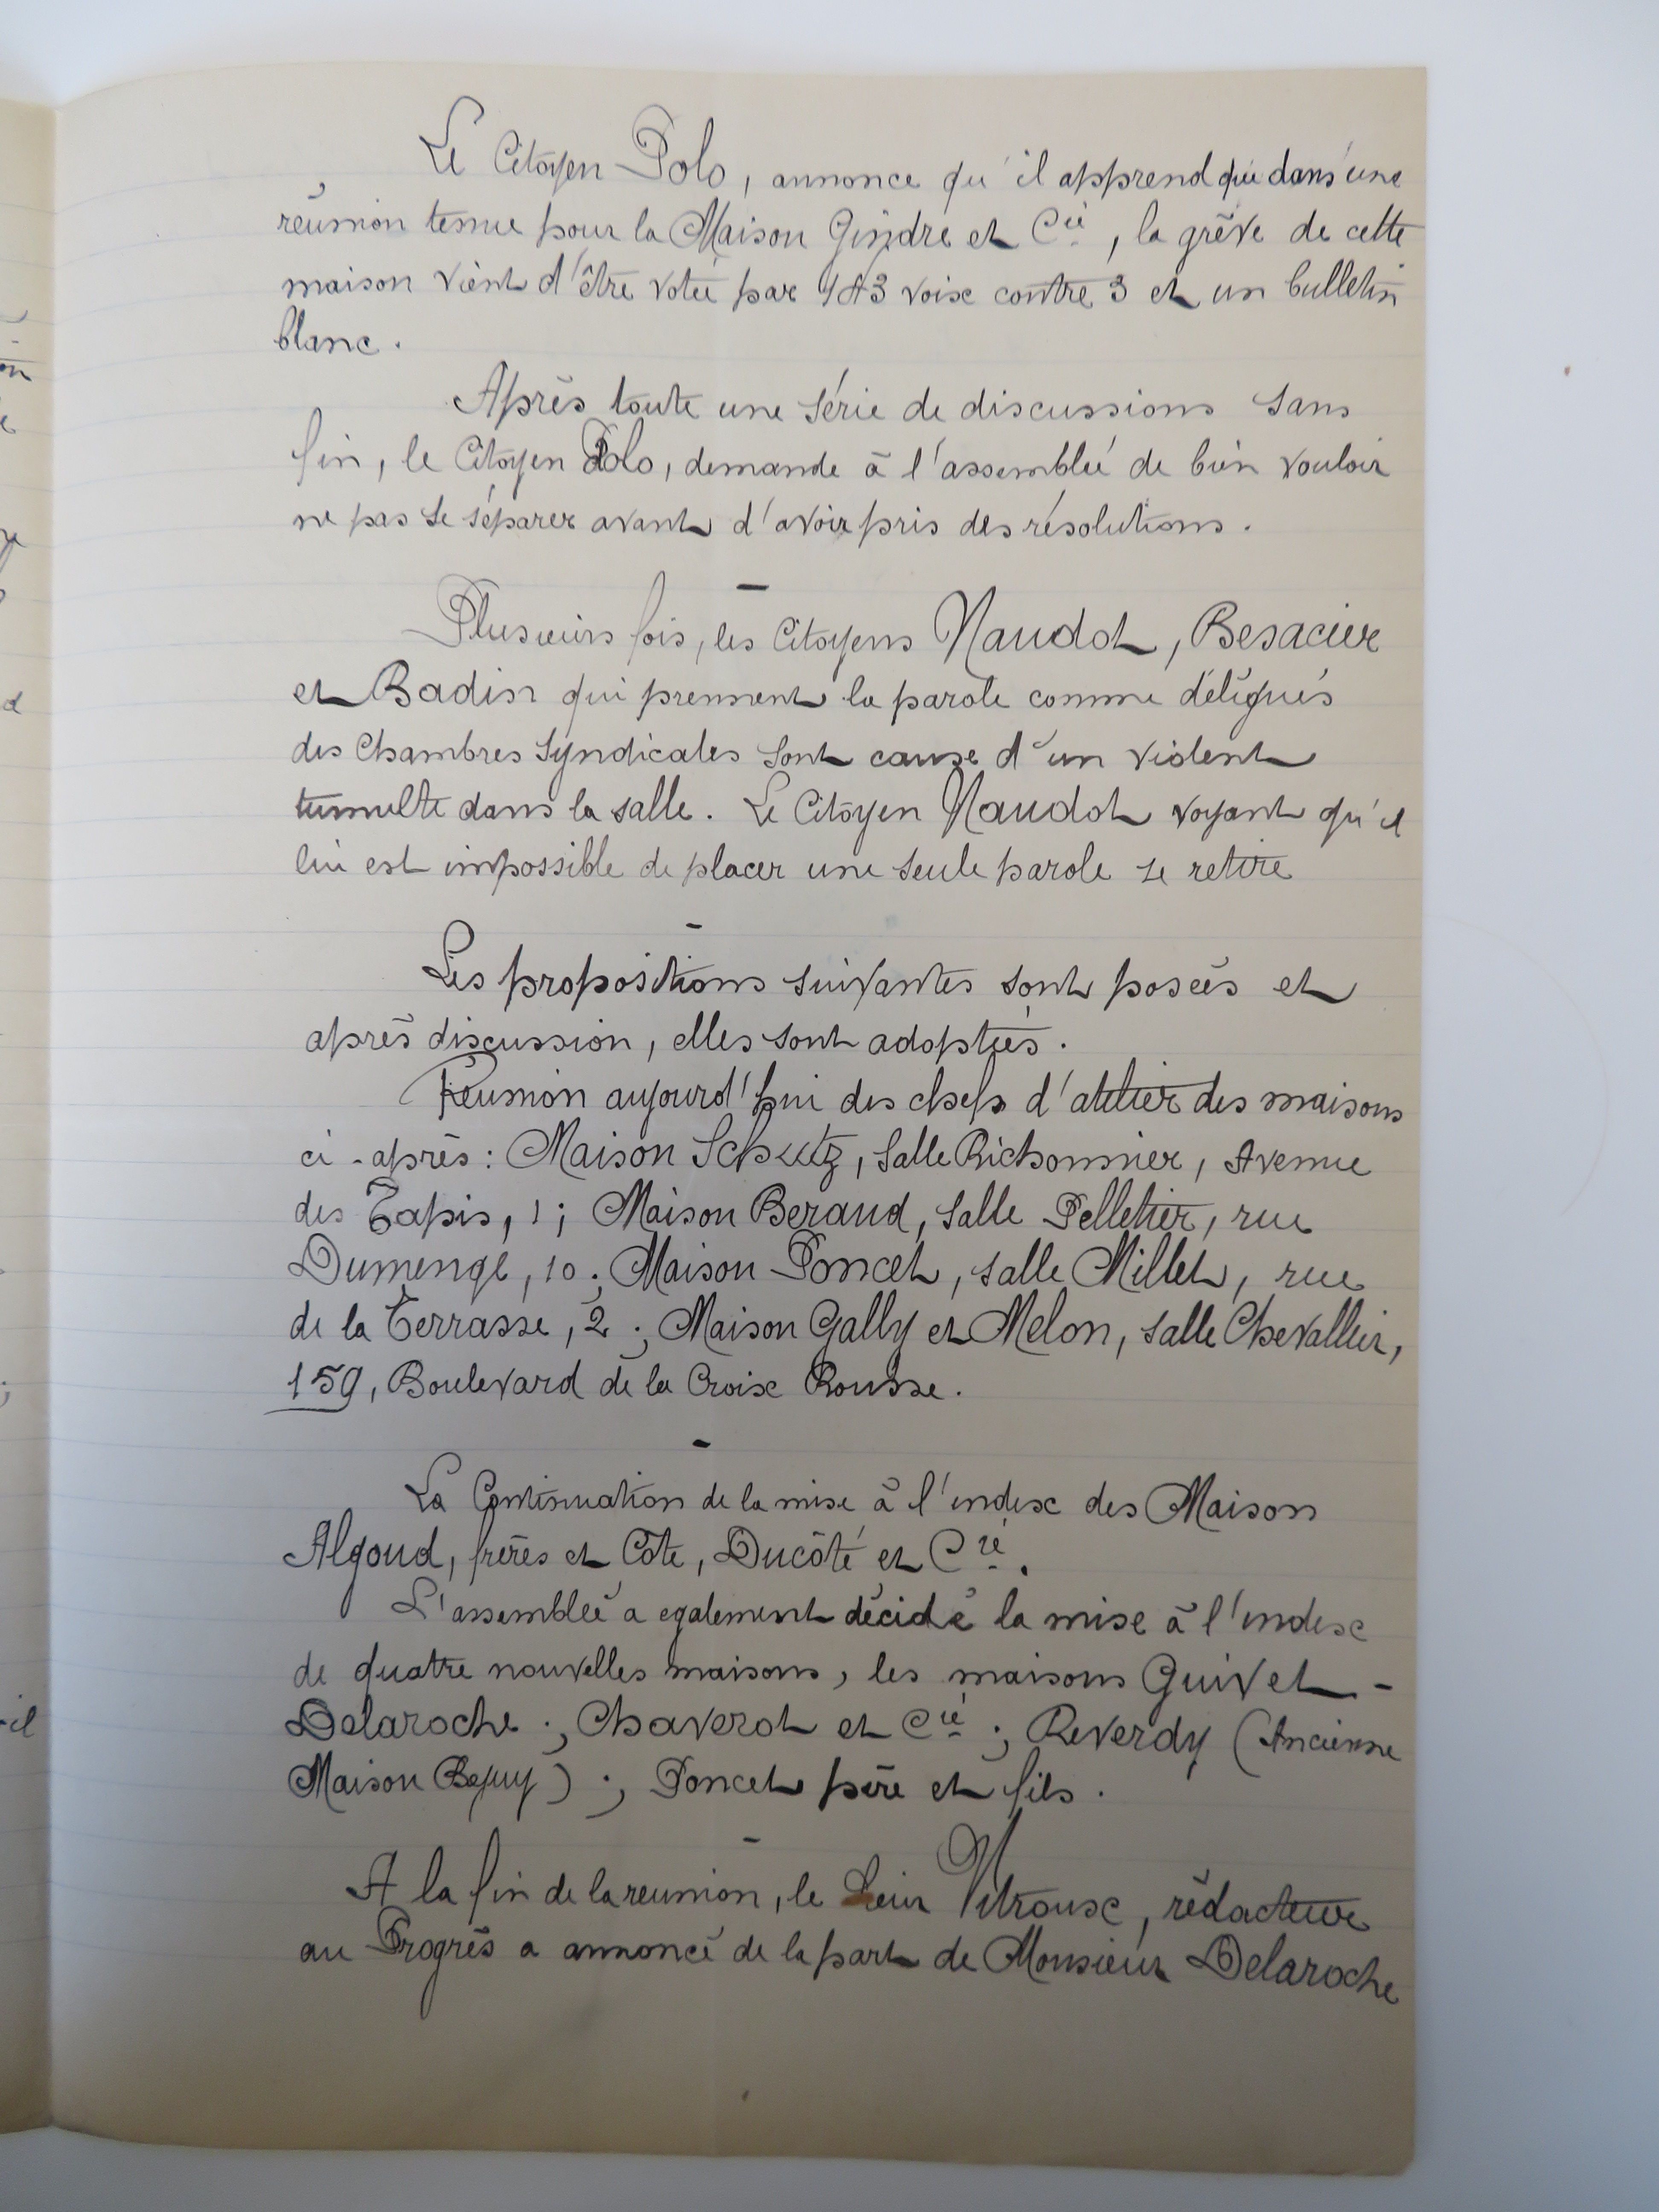 Le Citoyen Polo, annonce qu'il apprend que dans une
réunion tenue pour la Maison Gindre et Cie, la grève de cette
maison vient d'être votée par 143 voix contre 3 et un bulletin
blanc.
Après toute une série de discussions sans
fin, le Citoyen Polo, demande à l'assemblée de bien vouloir
ne pas se séparer avant d'avoir pris des résolutions.
Plusieurs fois, les Citoyens Naudot, Besacier
et Badin qui prennent la parole comme délégués
des Chambres Syndicales sont cause d'un violent
tumulte dans la salle. Le Citoyen Naudot voyant qu'il
lui est impossible de placer une seule parole se retire
Les propositions suivantes sont posées et
après discussion, elles sont adoptées.
Réunion aujourd'hui des chefs d'atelier des maisons
ci-après: Maison Schultz, Salle Richonnier, Avenue
des Tapis, 1; Maison Beraud, Salle Pelletier, rue
Dumenge, 10; Maison Poncet, salle Millet, rue
de la Terrasse, 2; Maison Gally et Melon, salle Chevallier,
159, Boulevard de la Croix Rousse.
La Continuation de la mise à l'index des Maison
Algoud, frères et Côte, Ducôté et Cie.
L'assemblée a egalement décidé la mise à l'index
de quatre nouvelles maisons, les maisons Guivet-
Delaroche; Chaverot et Cie; Reverdy (Ancienne
Maison Bepuy); Poncet père et fils.
A la fin de la reunion, le Sieur Vitroux, rédacteur
au Progrès a annoncé de la part de Monsieur Delaroche